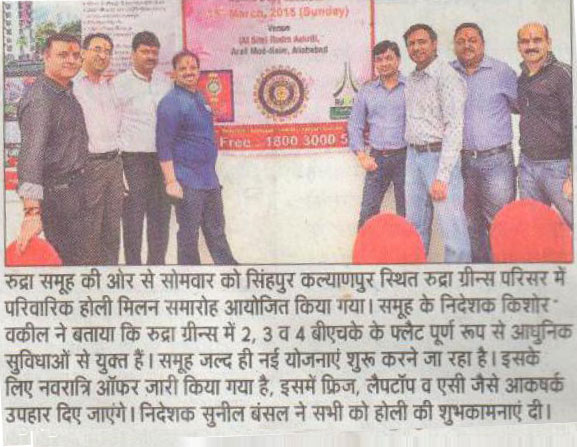 March, 2015 (Sunday)
Venue
(At Site) Rudra Aakriti,
Arail Mod-Naini, Allahabad
Free : 1800 3000 5
रुद्रा समूह की ओर से सोमवार को सिंहपुर कल्याणपुर स्थित रुद्रा ग्रीन्स परिसर में
परिवारिक होली मिलन समारोह आयोजित किया गया। समूह के निदेशक किशोर
वकील ने बताया कि रुद्रा ग्रीन्स में 2, 3 व 4 बीएचके के फ्लैट पूर्ण रूप से आधुनिक
सुविधाओं से युक्त हैं। समूह जल्द ही नई योजनाएं शुरू करने जा रहा है। इसके
लिए नवरात्रि ऑफर जारी किया गया है, इसमें फ्रिज, लैपटॉप व एसी जैसे आकर्षक
उपहार दिए जाएंगे। निदेशक सुनील बंसल ने सभी को होली की शुभकामनाएं दी।